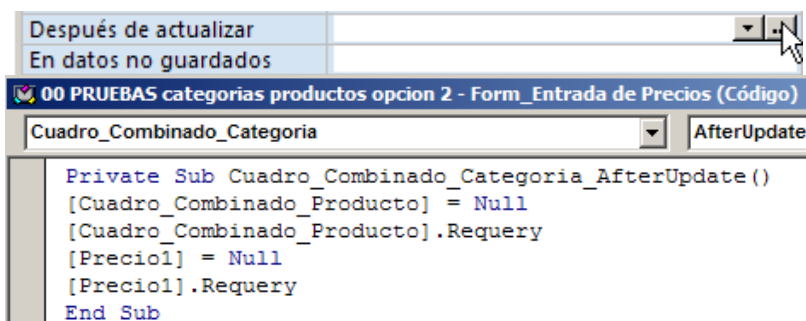 Después de actualizar
En datos no guardados
00 PRUEBAS categorias productos opcion 2 - Form_Entrada de Precios (Código)
Cuadro_Combinado_Categoria AfterUpdate
Private Sub Cuadro_Combinado_Categoria_AfterUpdate()
[Cuadro_Combinado_Producto] = Null
[Cuadro_Combinado_Producto].Requery
[Precio1] = Null
[Precio1].Requery
End Sub